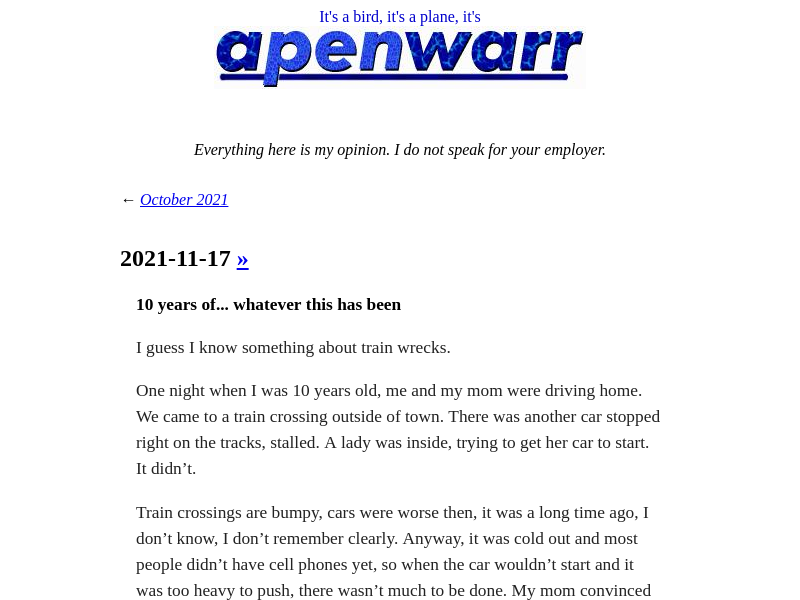 It's a bird, it's a plane, it's
apenwarr
Everything here is my opinion. I do not speak for your employer.
← October 2021
2021-11-17 »
10 years of... whatever this has been
I guess I know something about train wrecks.
One night when I was 10 years old, me and my mom were driving home.
We came to a train crossing outside of town. There was another car stopped
right on the tracks, stalled. A lady was inside, trying to get her car to start.
It didn’t.
Train crossings are bumpy, cars were worse then, it was a long time ago, I
don’t know, I don’t remember clearly. Anyway, it was cold out and most
people didn’t have cell phones yet, so when the car wouldn’t start and it
was too heavy to push, there wasn’t much to be done. My mom convinced